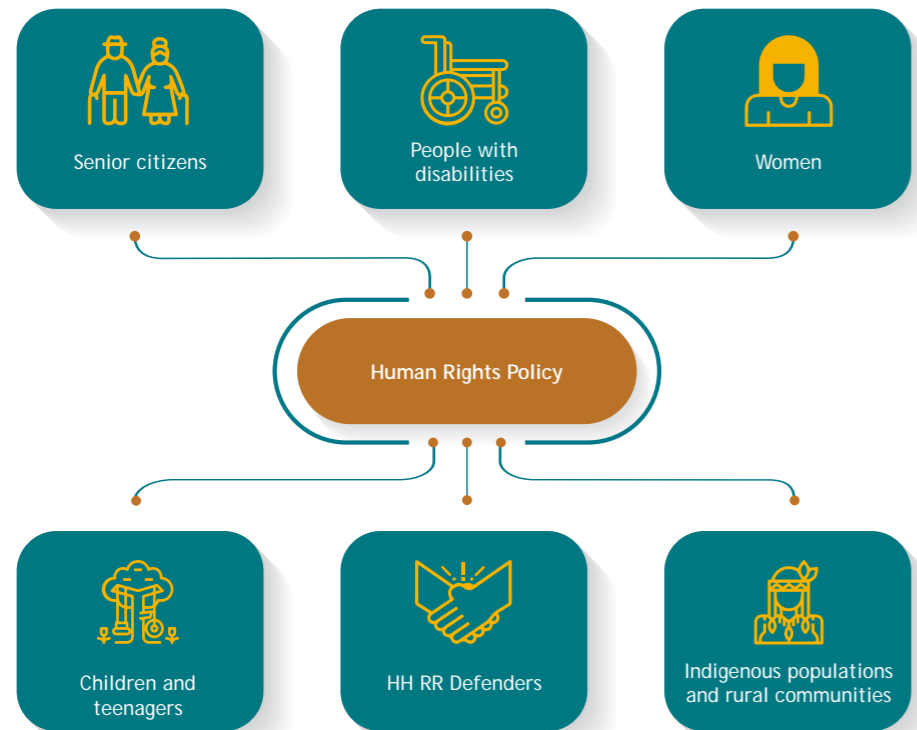 Senior citizens
People with
disabilities
Women
Human Rights Policy
Children and
teenagers
HH RR Defenders
Indigenous populations
and rural communities